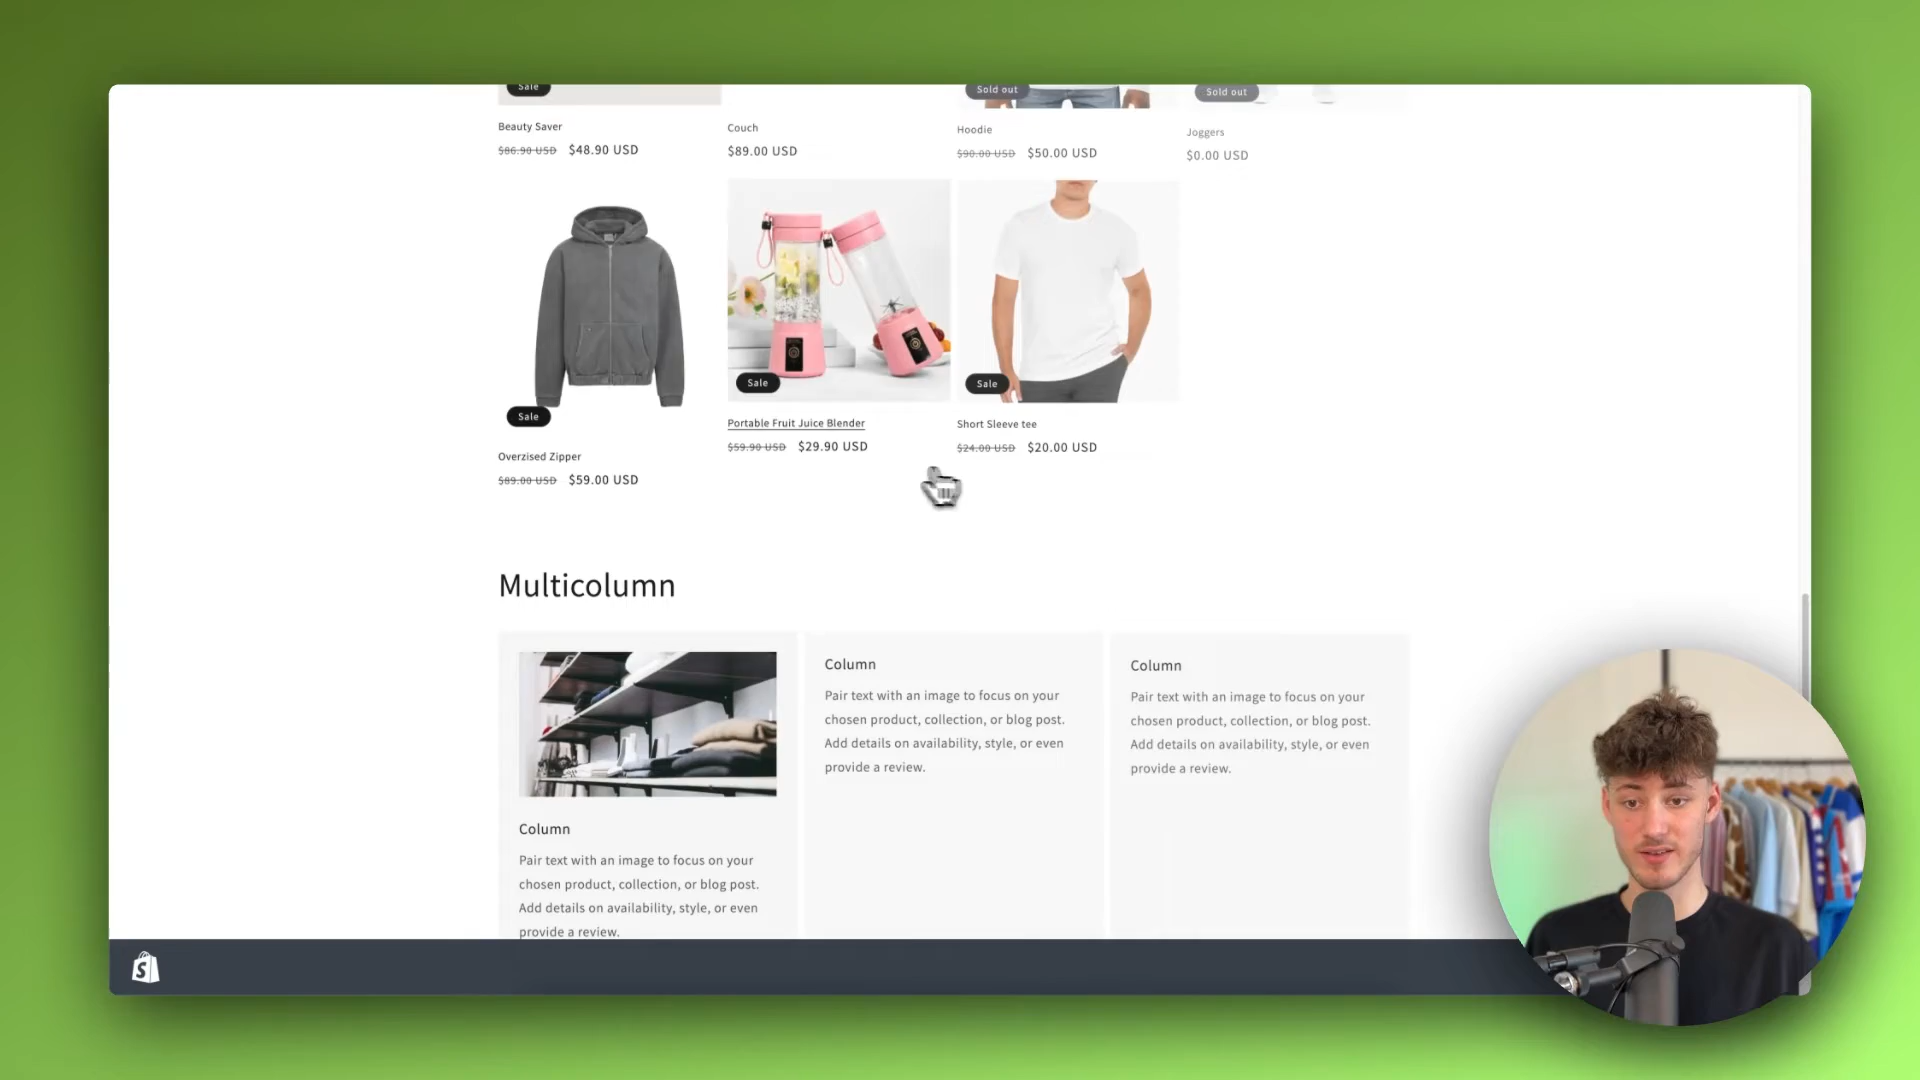 Sale
Sold out
Sold out
Beauty Saver
$86.90 USD $48.90 USD
Couch
$89.00 USD
Hoodie
$90.00 USD $50.00 USD
Joggers
$0.00 USD
Sale
Overzised Zipper
$89.00 USD $59.00 USD
Sale
Portable Fruit Juice Blender
$59.90 USD $29.90 USD
Sale
Short Sleeve tee
$24.00 USD $20.00 USD
Multicolumn
Column
Pair text with an image to focus on your
chosen product, collection, or blog post.
Add details on availability, style, or even
provide a review.
Column
Pair text with an image to focus on your
chosen product, collection, or blog post.
Add details on availability, style, or even
provide a review.
Column
Pair text with an image to focus on your
chosen product, collection, or blog post.
Add details on availability, style, or even
provide a review.